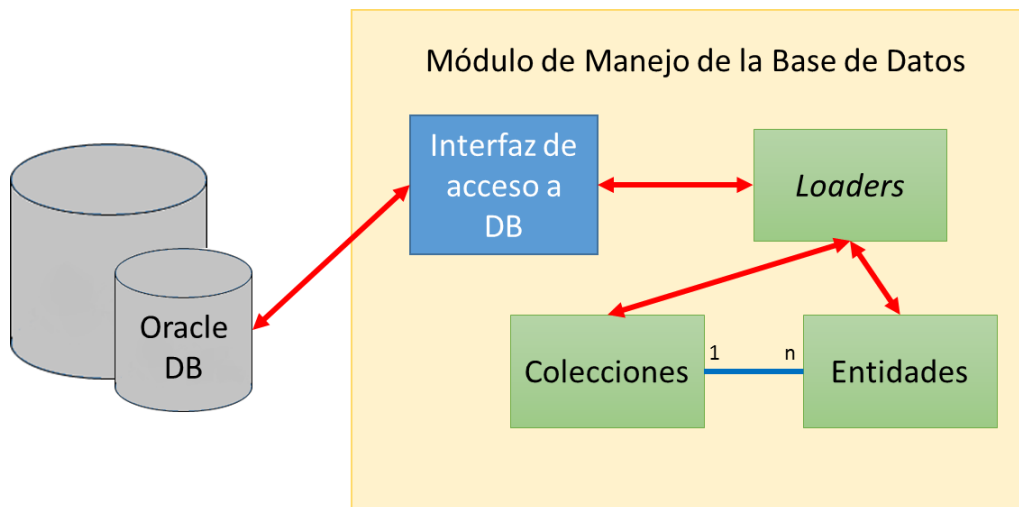 Módulo de Manejo de la Base de Datos
Interfaz de
acceso a
DB
Loaders
Oracle
DB
Colecciones
1
n
Entidades